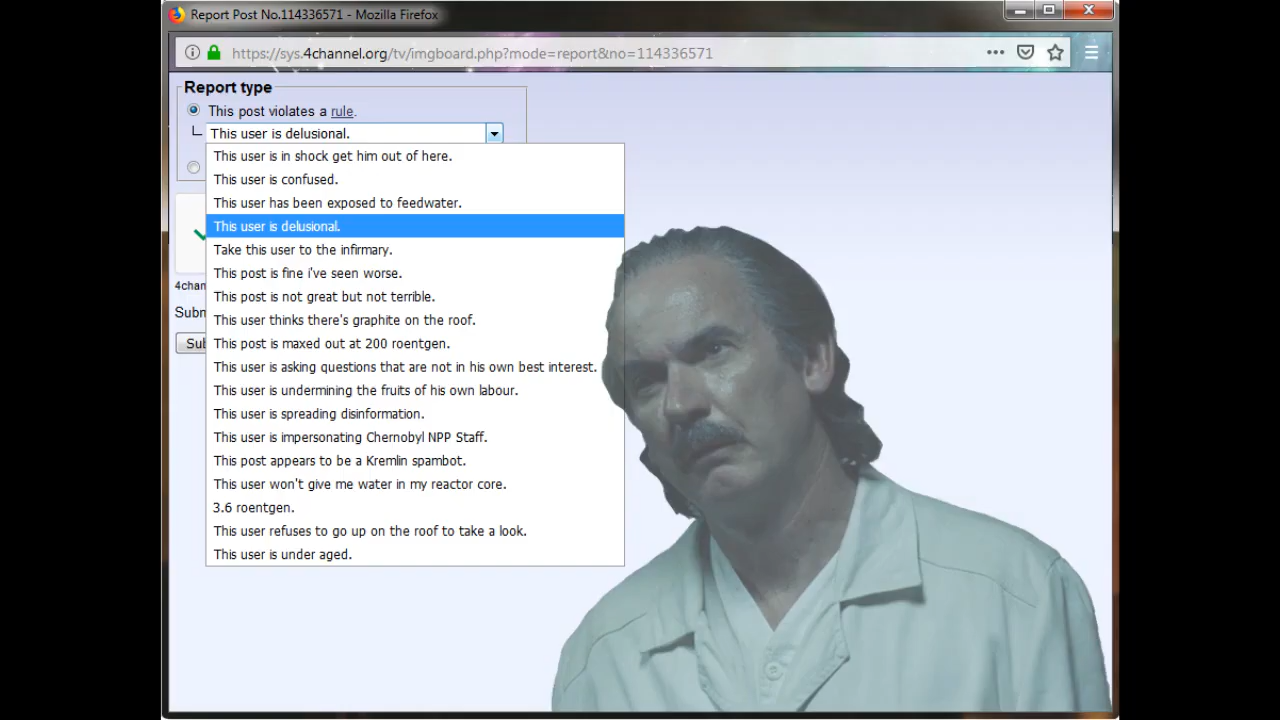 Report Post No.114336571 - Mozilla Firefox
https://sys.4channel.org/tv/imgboard.php?mode=report&no=114336571
Report type
This post violates a rule.
This user is delusional.
This user is in shock get him out of here.
This user is confused.
This user has been exposed to feedwater.
This user is delusional.
Take this user to the infirmary.
This post is fine i've seen worse.
4chan
This post is not great but not terrible.
Subm
This user thinks there's graphite on the roof.
This post is maxed out at 200 roentgen.
Sub
This user is asking questions that are not in his own best interest.
This user is undermining the fruits of his own labour.
This user is spreading disinformation.
This user is impersonating Chernobyl NPP Staff.
This post appears to be a Kremlin spambot.
This user won't give me water in my reactor core.
3.6 roentgen.
This user refuses to go up on the roof to take a look.
This user is under aged.